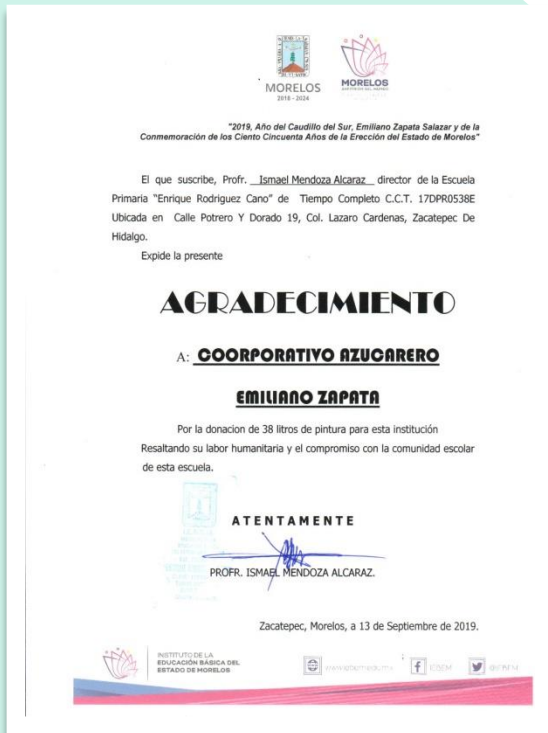 MORELOS
2018 - 2024
MORELOS
"2019, Año del Caudillo del Sur, Emiliano Zapata Salazar y de la
Conmemoración de los Ciento Cincuenta Años de la Erección del Estado de Morelos"
El que suscribe, Profr. Ismael Mendoza Alcaraz director de la Escuela
Primaria "Enrique Rodriguez Cano" de Tiempo Completo C.C.T. 17DPR0538E
Ubicada en Calle Potrero Y Dorado 19, Col. Lazaro Cardenas, Zacatepec De
Hidalgo.
Expide la presente
AGRADECIMIENTO
A: COORPORATIVO AZUCARERO
EMILIANO ZAPATA
Por la donacion de 38 litros de pintura para esta institución
Resaltando su labor humanitaria y el compromiso con la comunidad escolar
de esta escuela.
ATENTAMENTE
PROFR. ISMAEL MENDOZA ALCARAZ.
Zacatepec, Morelos, a 13 de Septiembre de 2019.
INSTITUTO DE LA
EDUCACIÓN BÁSICA DEL
ESTADO DE MORELOS